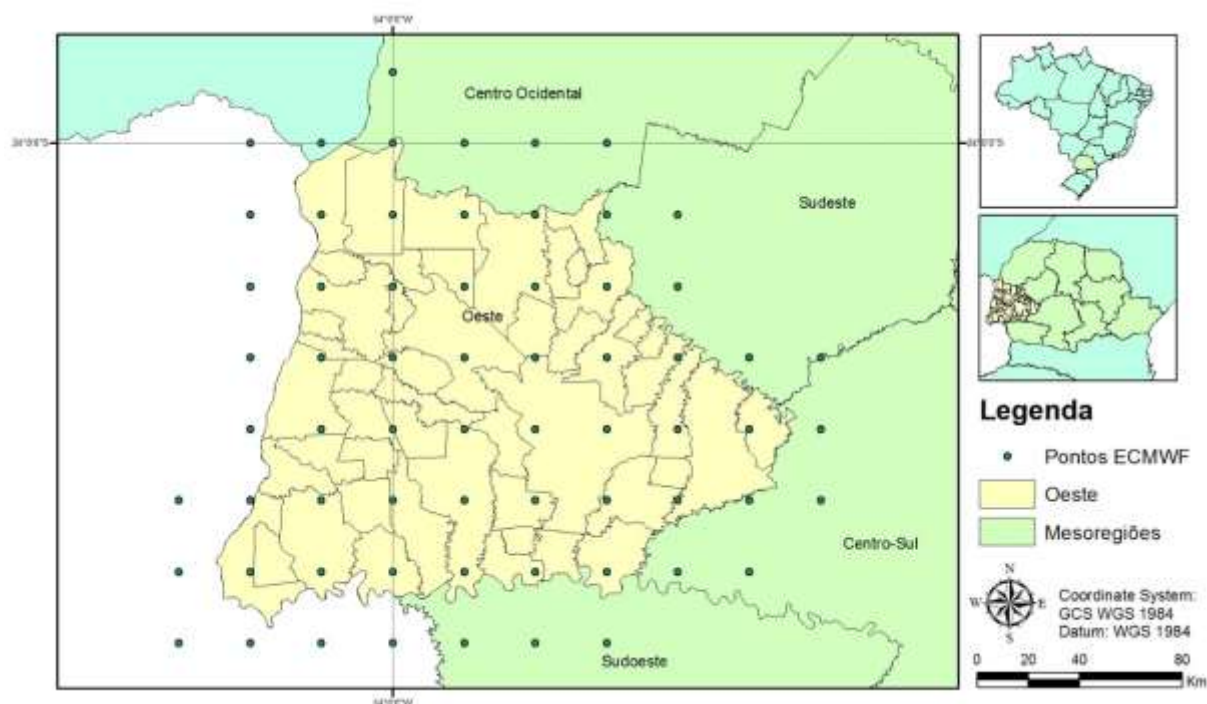 Centro Ocidental
Sudeste
Oeste
Centro-Sul
Sudoeste
Legenda
Pontos ECMWF
Oeste
Mesoregiões
N
W
E
S
Coordinate System:
GCS WGS 1984
Datum: WGS 1984
0 20 40 80
Km